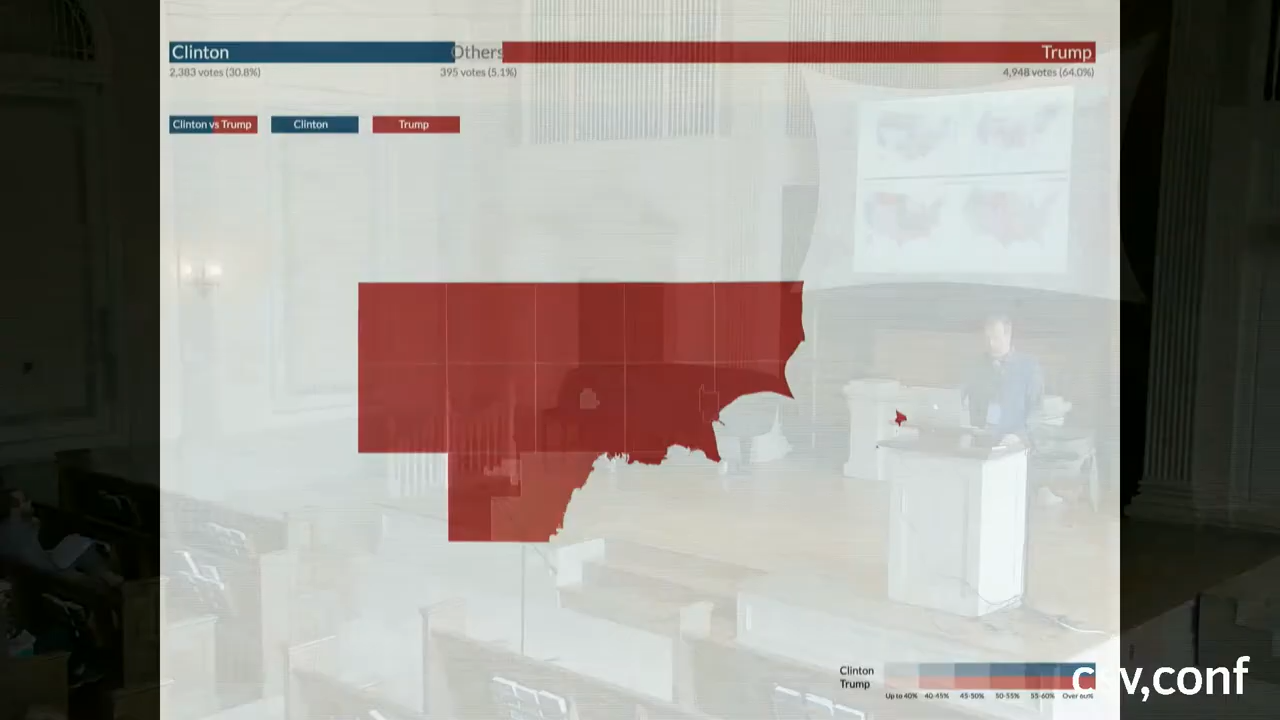 Clinton Others Trump
2,383 votes (30.8%) 395 votes (5.1%) 4,948 votes (64.0%)
Clinton vs Trump Clinton Trump
Clinton
Trump
Up to 40% 40-45% 45-50% 50-55% 55-60% Over 60%
csv,conf